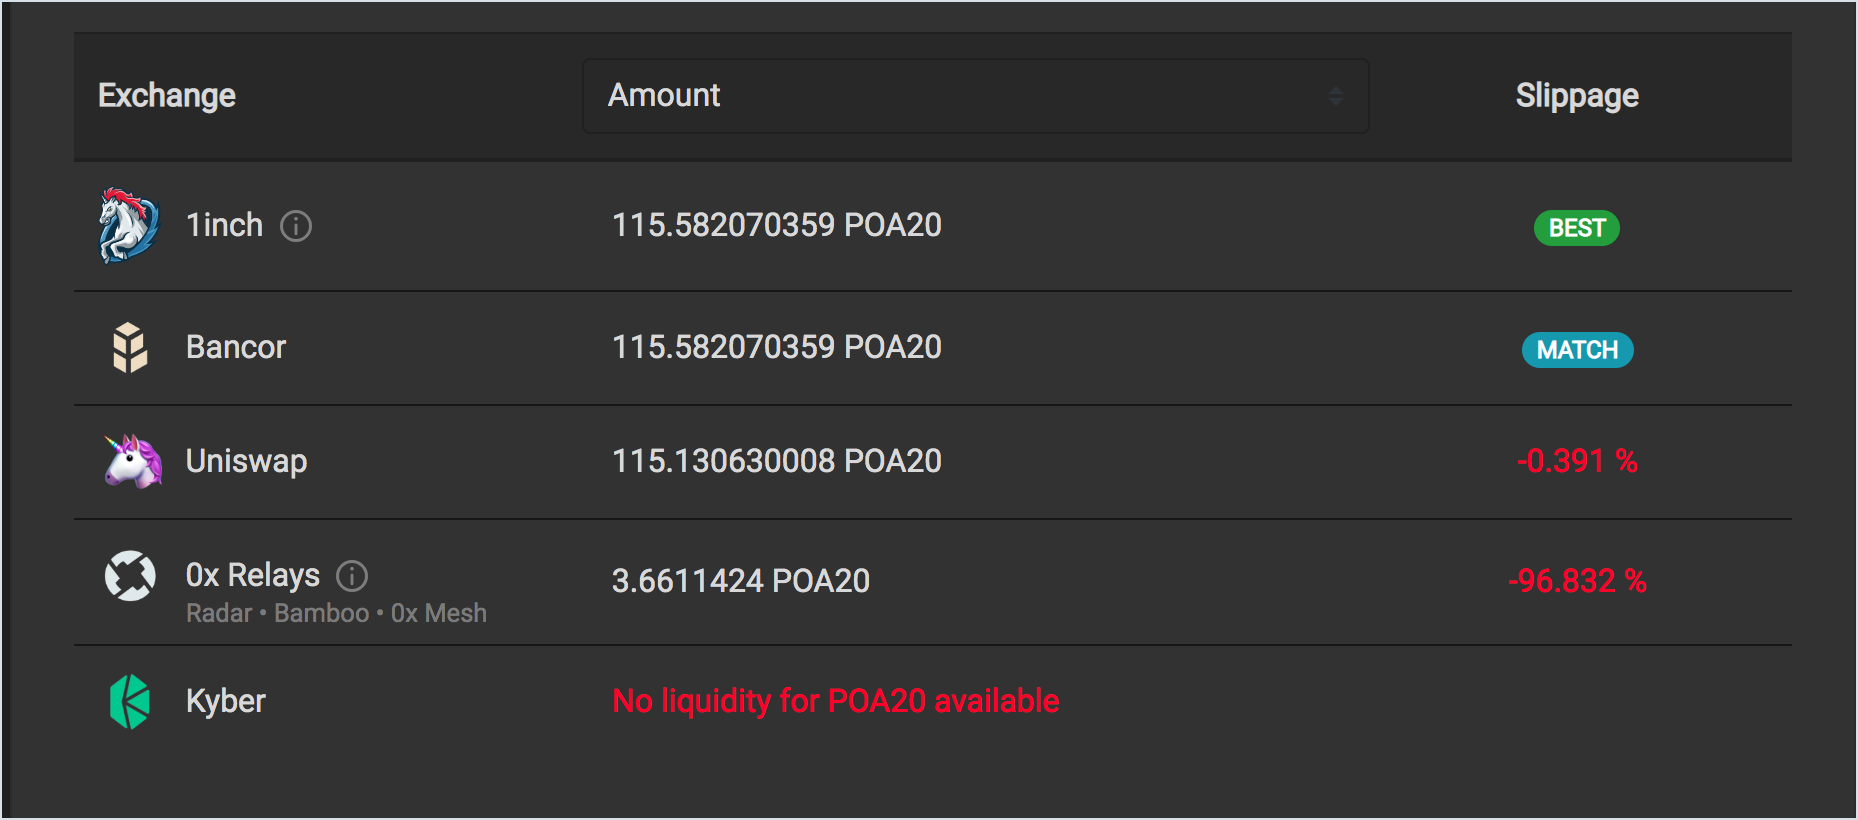 Exchange Amount Slippage
1inch 115.582070359 POA20 BEST
Bancor 115.582070359 POA20 MATCH
Uniswap 115.130630008 POA20 -0.391 %
0x Relays 3.6611424 POA20 -96.832 %
Radar • Bamboo • 0x Mesh
Kyber No liquidity for POA20 available